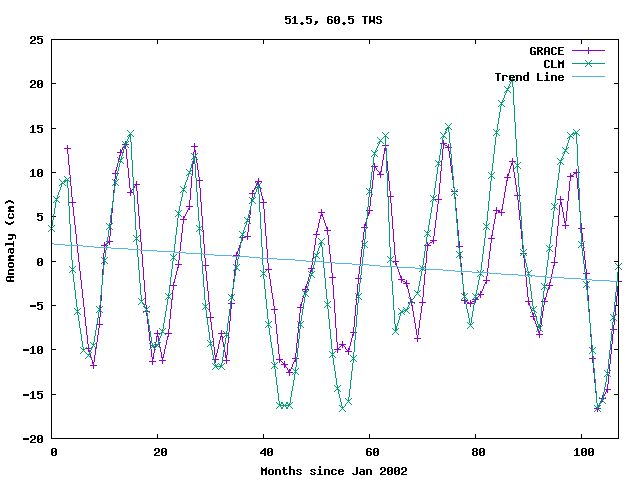 51.5, 60.5 TWS
GRACE
CLM
Trend Line
Anomaly (cm)
25
20
15
10
5
0
-5
-10
-15
-20
0 20 40 60 80 100
Months since Jan 2002